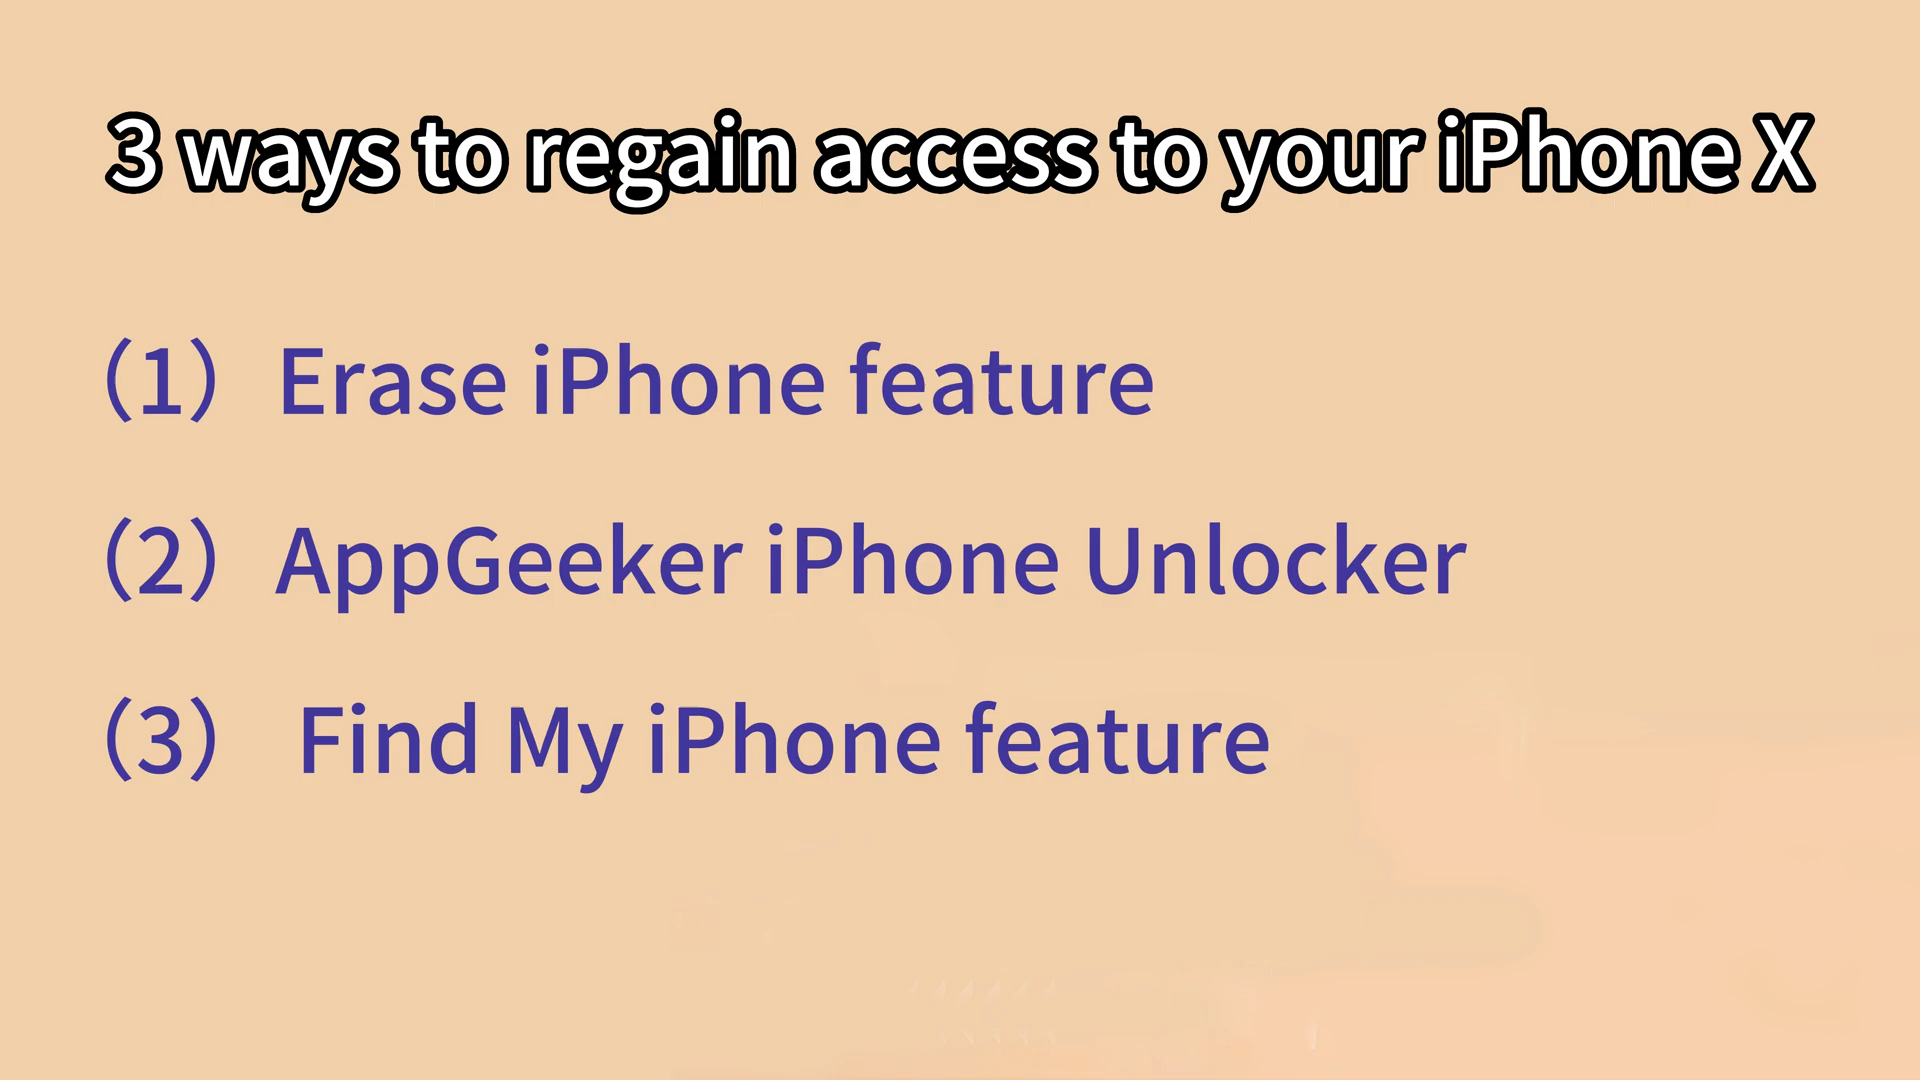 3 ways to regain access to your iPhone X
（1）Erase iPhone feature
（2）AppGeeker iPhone Unlocker
（3） Find My iPhone feature